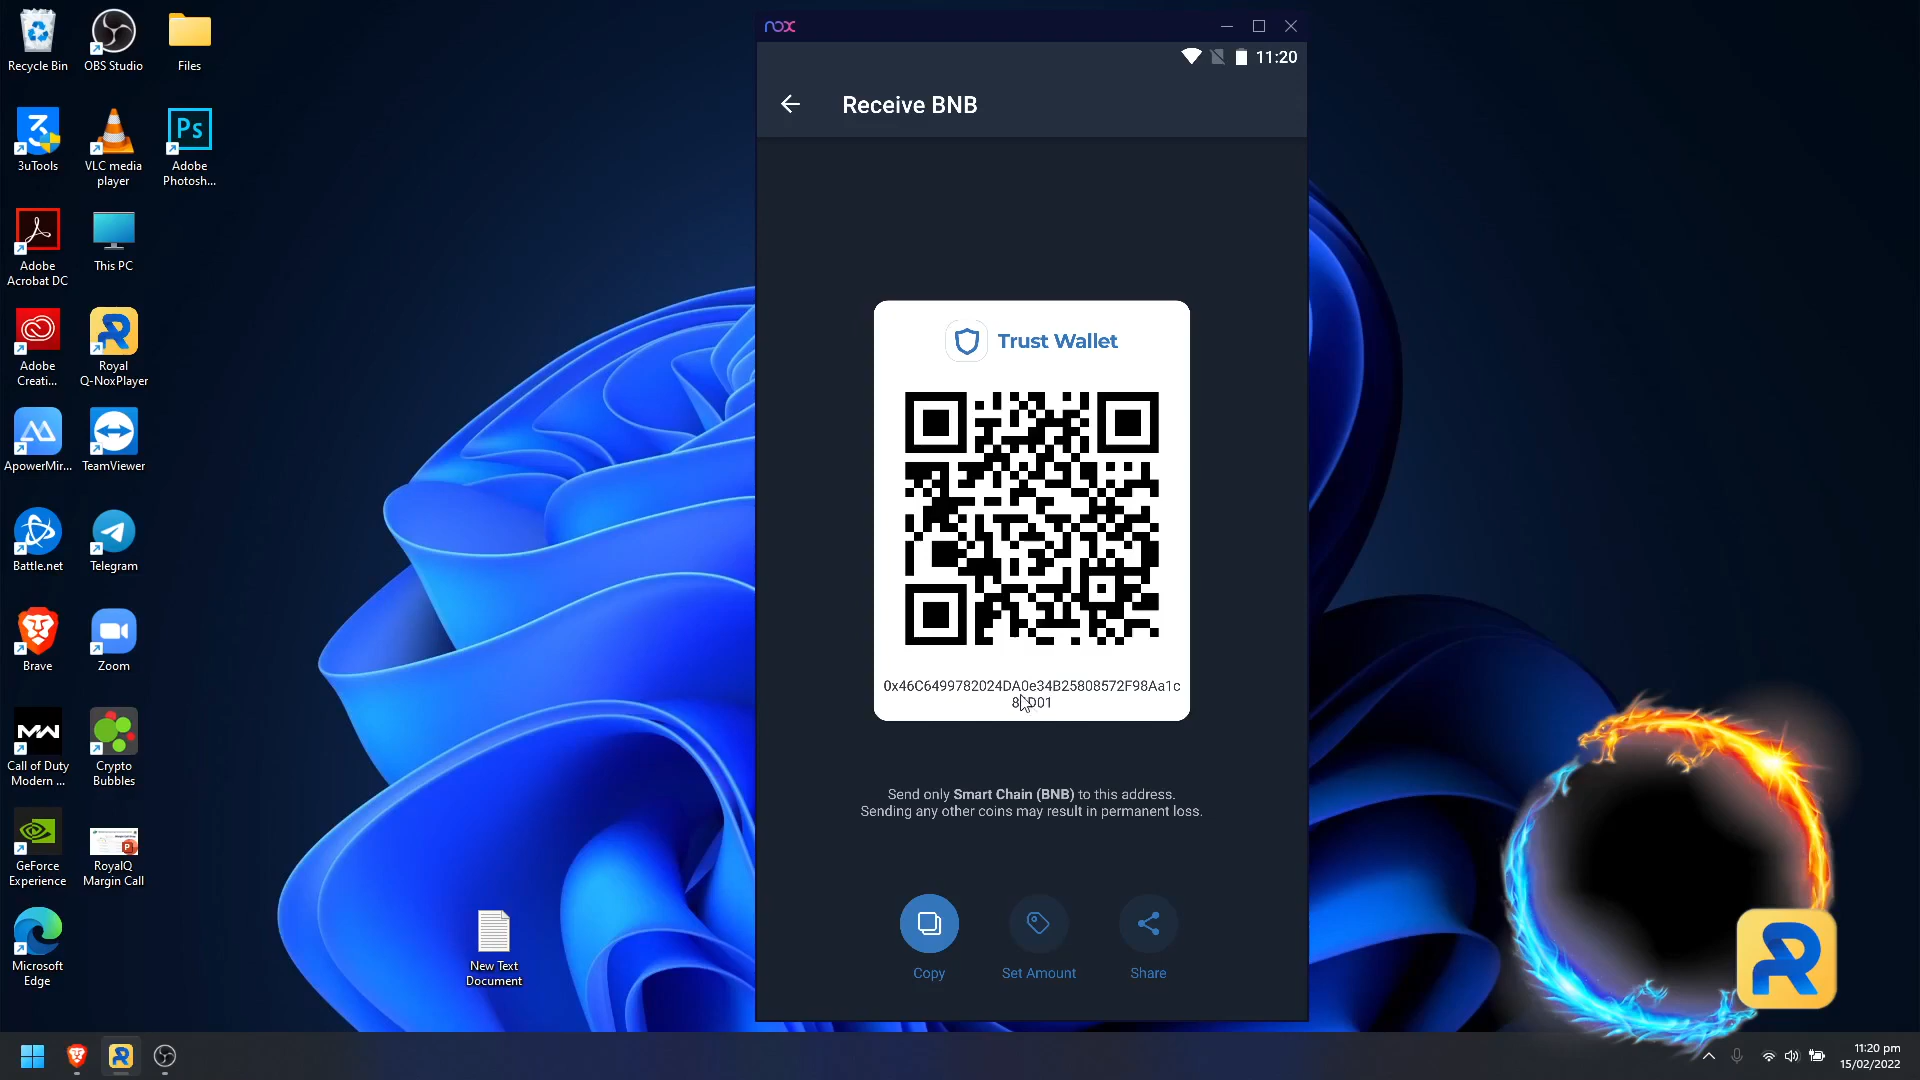 Recycle Bin
OBS Studio
Files
3uTools
VLC media
player
Adobe
Photosh...
Adobe
Acrobat DC
This PC
Adobe
Creati...
Royal
Q-NoxPlayer
ApowerMir...
TeamViewer
Battle.net
Telegram
Brave
Zoom
Call of Duty
Modern ...
Crypto
Bubbles
GeForce
Experience
RoyalQ
Margin Call
Microsoft
Edge
New Text
Document
nox
11:20
Receive BNB
Trust Wallet
0x46C6499782024DA0e34B25808572F98Aa1c
Send only Smart Chain (BNB) to this address.
Sending any other coins may result in permanent loss.
Copy
Set Amount
Share
11:20 pm
15/02/2022